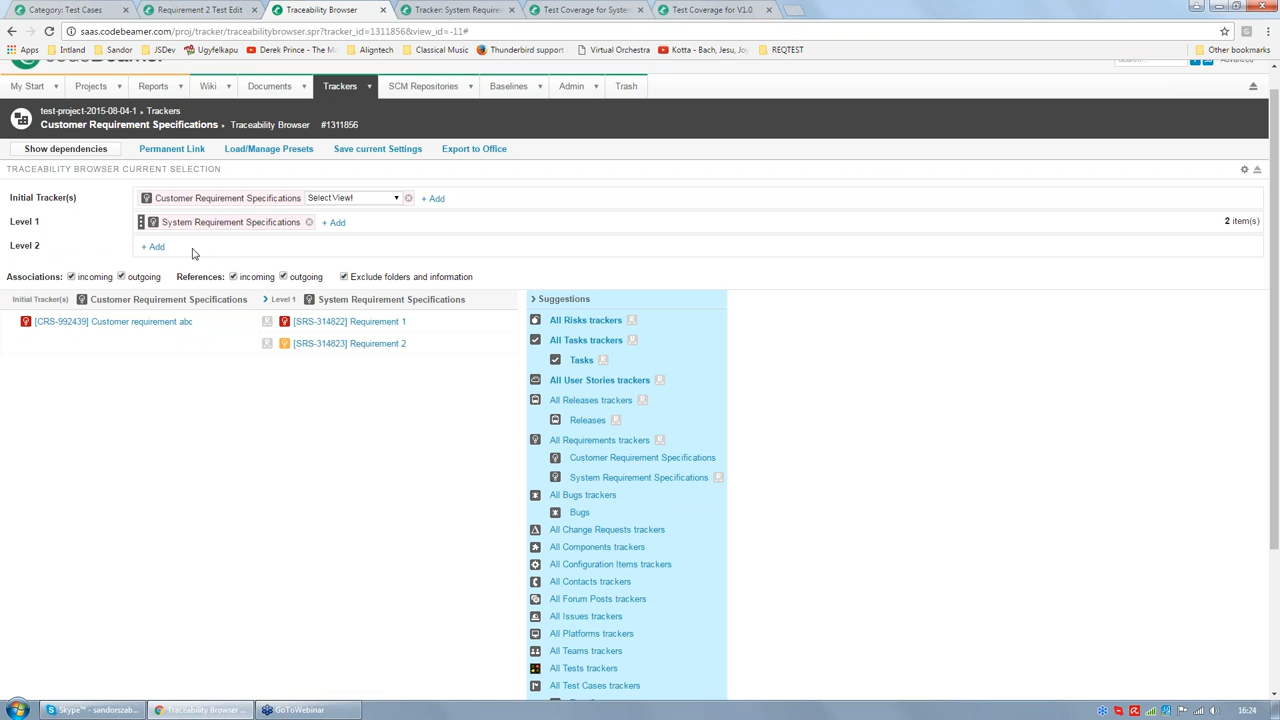 Category: Test Cases
Requirement 2 Test Edit
Traceability Browser
Tracker: System Requirem
Test Coverage for System
Test Coverage for V1.0
saas.codebeamer.com/proj/tracker/traceabilitybrowser.spr?tracker_id=1311856&view_id=-11#
Apps
Intland
Sandor
JSDev
Ugyfelkapu
Derek Prince - The M
Aligntech
Classical Music
Thunderbird support
Virtual Orchestra
Kotta - Bach, Jesu, Jo
REQTEST
Other bookmarks
My Start
Projects
Reports
Wiki
Documents
Trackers
SCM Repositories
Baselines
Admin
Trash
test-project-2015-08-04-1 • Trackers
Customer Requirement Specifications • Traceability Browser #1311856
Show dependencies
Permanent Link
Load/Manage Presets
Save current Settings
Export to Office
TRACEABILITY BROWSER CURRENT SELECTION
Initial Tracker(s)
Customer Requirement Specifications
Select View!
+ Add
Level 1
System Requirement Specifications
+ Add
2 item(s)
Level 2
+ Add
Associations: incoming outgoing References: incoming outgoing Exclude folders and information
Initial Tracker(s) Customer Requirement Specifications
Level 1 System Requirement Specifications
Suggestions
[CRS-992439] Customer requirement abc
[SRS-314822] Requirement 1
[SRS-314823] Requirement 2
All Risks trackers
All Tasks trackers
Tasks
All User Stories trackers
All Releases trackers
Releases
All Requirements trackers
Customer Requirement Specifications
System Requirement Specifications
All Bugs trackers
Bugs
All Change Requests trackers
All Components trackers
All Configuration Items trackers
All Contacts trackers
All Forum Posts trackers
All Issues trackers
All Platforms trackers
All Teams trackers
All Tests trackers
All Test Cases trackers
Skype™ - sandorszab...
Traceability Browser ...
GoToWebinar
16:24